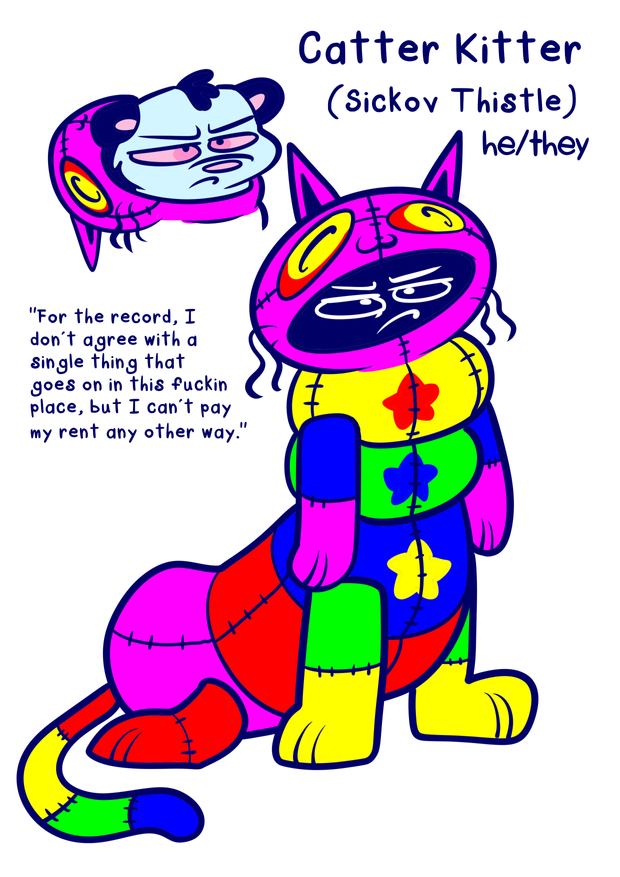 Catter Kitter
(Sickov Thistle)
he/they
"For the record, I
don't agree with a
single thing that
goes on in this fuckin
place, but I can't pay
my rent any other way."